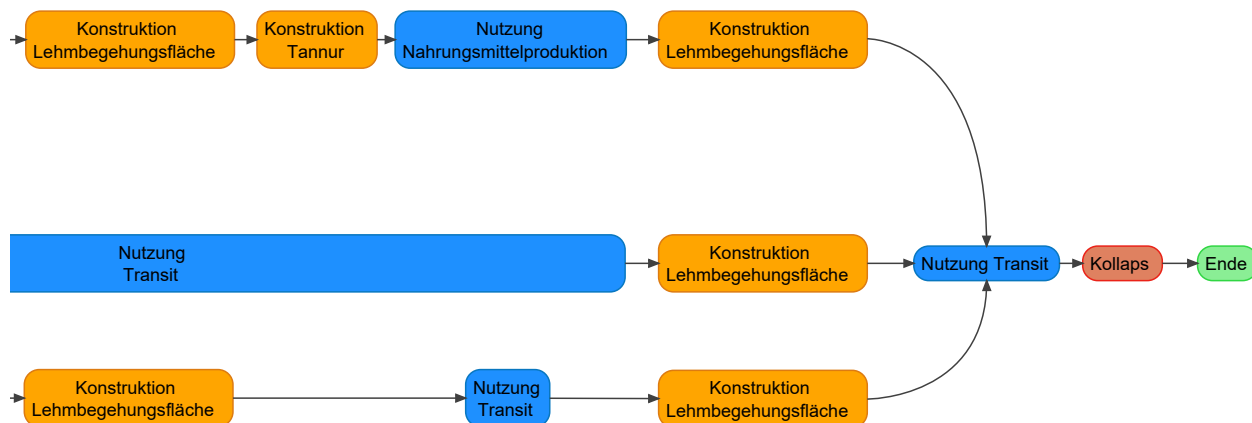 Konstruktion
Lehmbegehungsfläche
Konstruktion
Tannur
Nutzung
Nahrungsmittelproduktion
Konstruktion
Lehmbegehungsfläche
Nutzung
Transit
Konstruktion
Lehmbegehungsfläche
Nutzung Transit
Kollaps
Ende
Konstruktion
Lehmbegehungsfläche
Nutzung
Transit
Konstruktion
Lehmbegehungsfläche